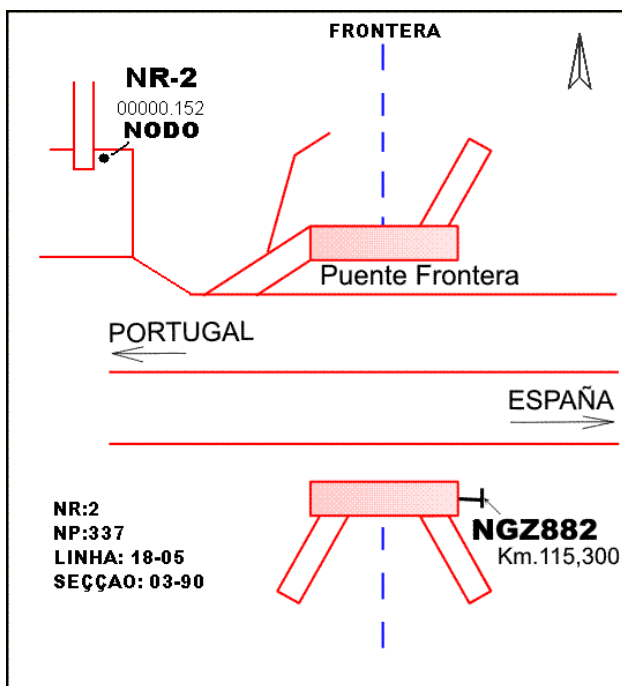 FRONTERA
NR-2
00000.152
NODO
Puente Frontera
PORTUGAL
ESPAÑA
NR:2
NP:337
LINHA: 18-05
SEÇÇAO: 03-90
NGZ882
Km.115,300